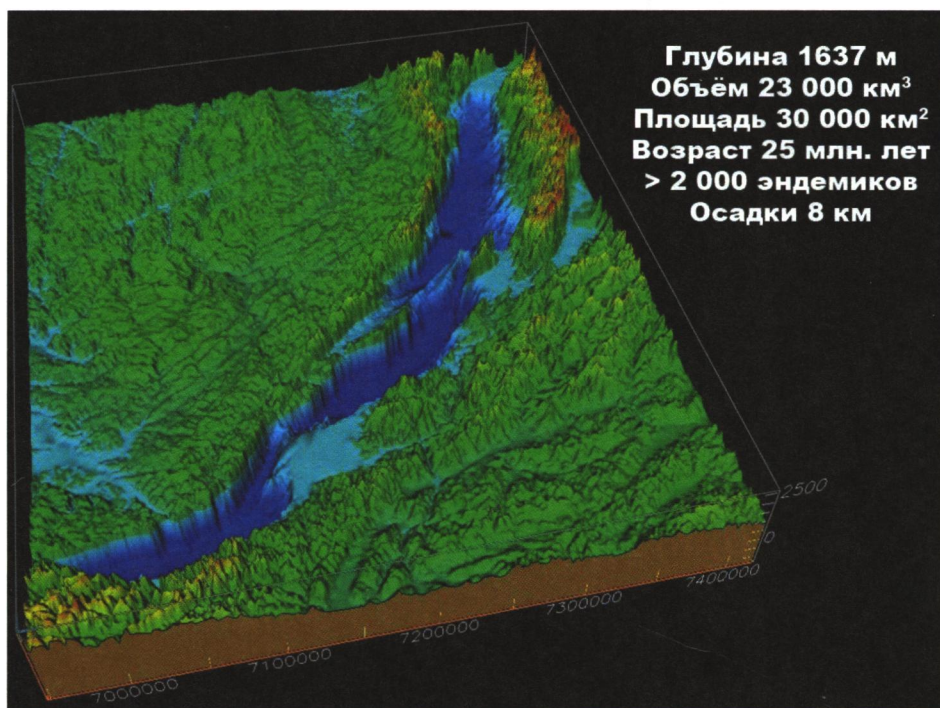 Глубина 1637 м
Объём 23 000 км³
Площадь 30 000 км²
Возраст 25 млн. лет
> 2 000 эндемиков
Осадки 8 км
2500
0
7400000
7300000
7200000
7100000
7000000